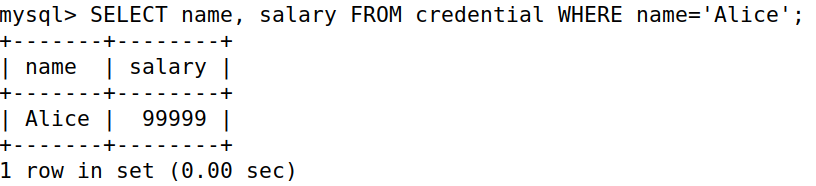 mysql> SELECT name, salary FROM credential WHERE name='Alice';
+-------+--------+
| name  | salary |
+-------+--------+
| Alice |  99999 |
+-------+--------+
1 row in set (0.00 sec)